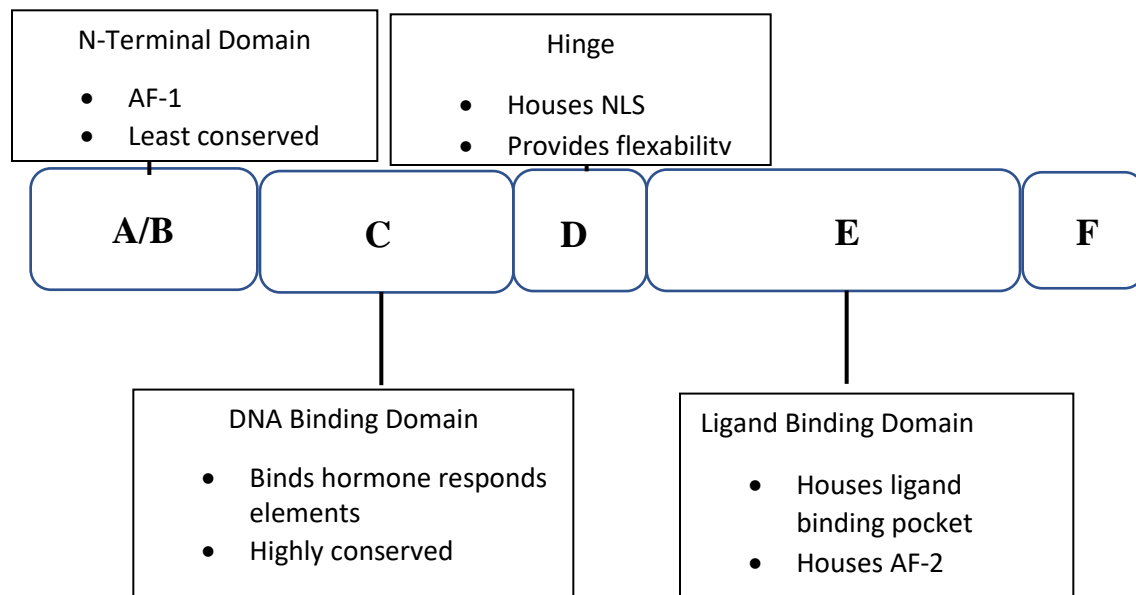 N-Terminal Domain
• AF-1
• Least conserved
Hinge
• Houses NLS
• Provides flexability
A/B
C
D
E
F
DNA Binding Domain
• Binds hormone responds
elements
• Highly conserved
Ligand Binding Domain
• Houses ligand
binding pocket
• Houses AF-2